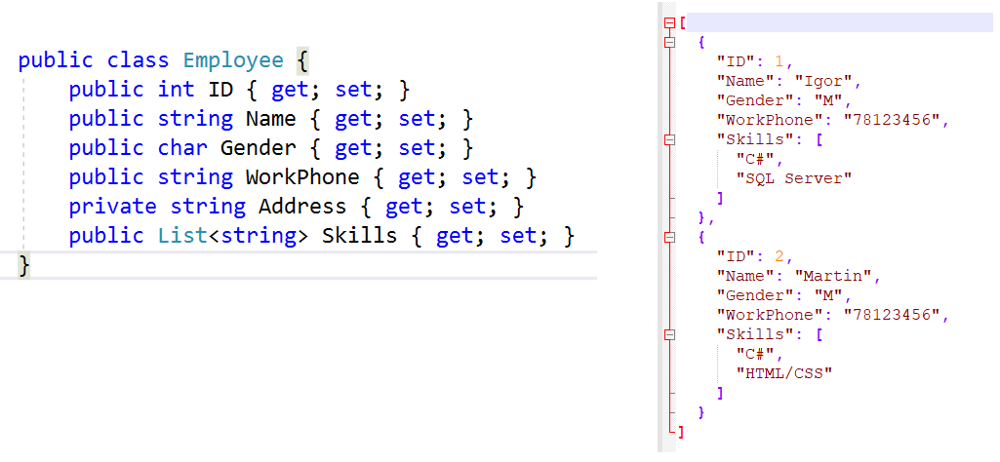 public class Employee {
    public int ID { get; set; }
    public string Name { get; set; }
    public char Gender { get; set; }
    public string WorkPhone { get; set; }
    private string Address { get; set; }
    public List<string> Skills { get; set; }
}
[
  {
    "ID": 1,
    "Name": "Igor",
    "Gender": "M",
    "WorkPhone": "78123456",
    "Skills": [
      "C#",
      "SQL Server"
    ]
  },
  {
    "ID": 2,
    "Name": "Martin",
    "Gender": "M",
    "WorkPhone": "78123456",
    "Skills": [
      "C#",
      "HTML/CSS"
    ]
  }
]